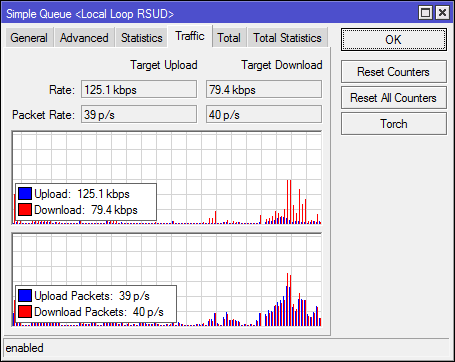 Simple Queue <Local Loop RSUD>
General Advanced Statistics Traffic Total Total Statistics
OK
Reset Counters
Reset All Counters
Torch
Target Upload Target Download
Rate: 125.1 kbps 79.4 kbps
Packet Rate: 39 p/s 40 p/s
Upload: 125.1 kbps
Download: 79.4 kbps
Upload Packets: 39 p/s
Download Packets: 40 p/s
enabled